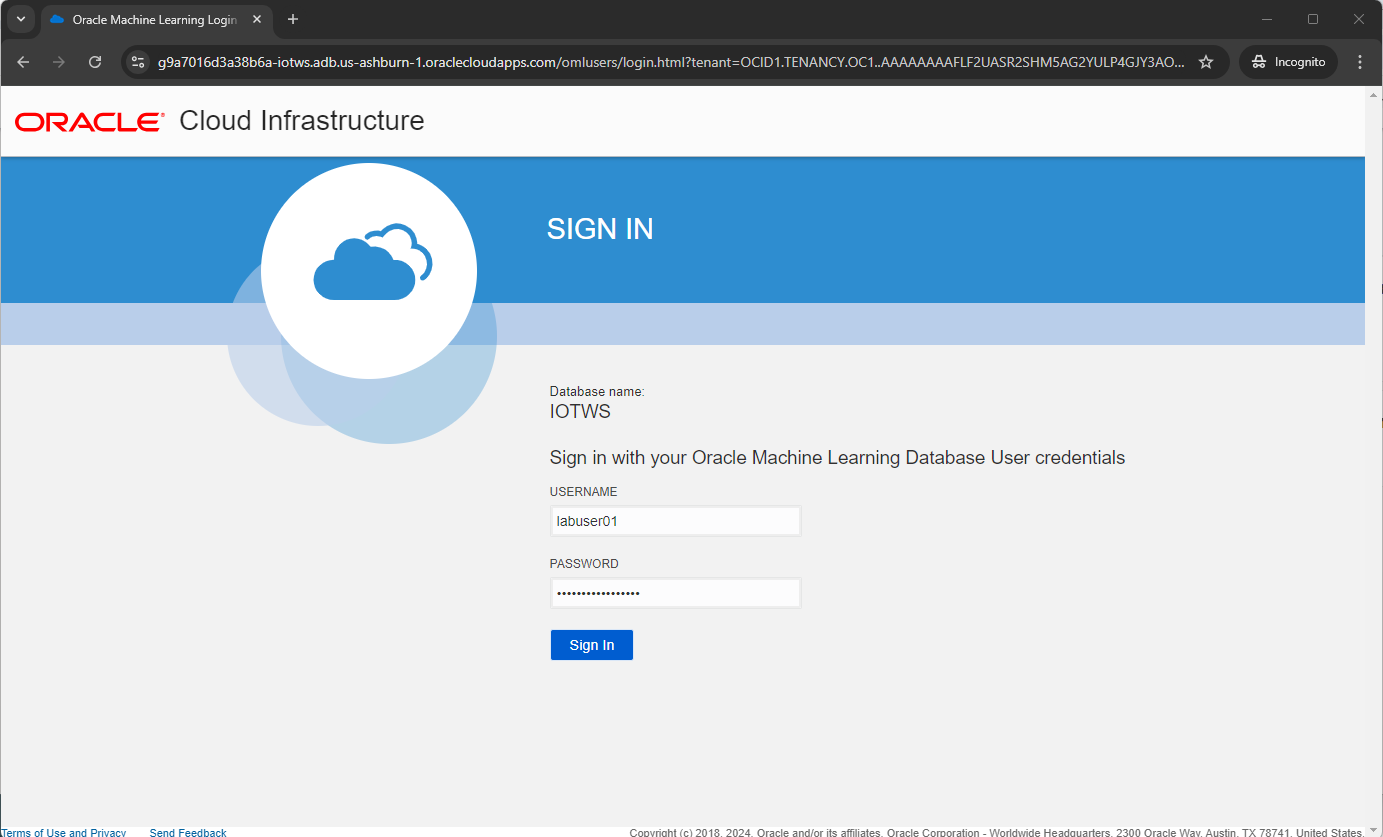 Oracle Machine Learning Login
g9a7016d3a38b6a-iotws.adb.us-ashburn-1.oraclecloudapps.com/omlusers/login.html?tenant=OCID1.TENANCY.OC1..AAAAAAAAFLF2UASR2SHM5AG2YULP4GJY3AO...
Incognito
ORACLE® Cloud Infrastructure
SIGN IN
Database name:
IOTWS
Sign in with your Oracle Machine Learning Database User credentials
USERNAME
labuser01
PASSWORD
•••••••••••••••••
Sign In
Terms of Use and Privacy Send Feedback Copyright (c) 2018, 2024, Oracle and/or its affiliates. Oracle Corporation - Worldwide Headquarters, 2300 Oracle Way, Austin, TX 78741, United States.